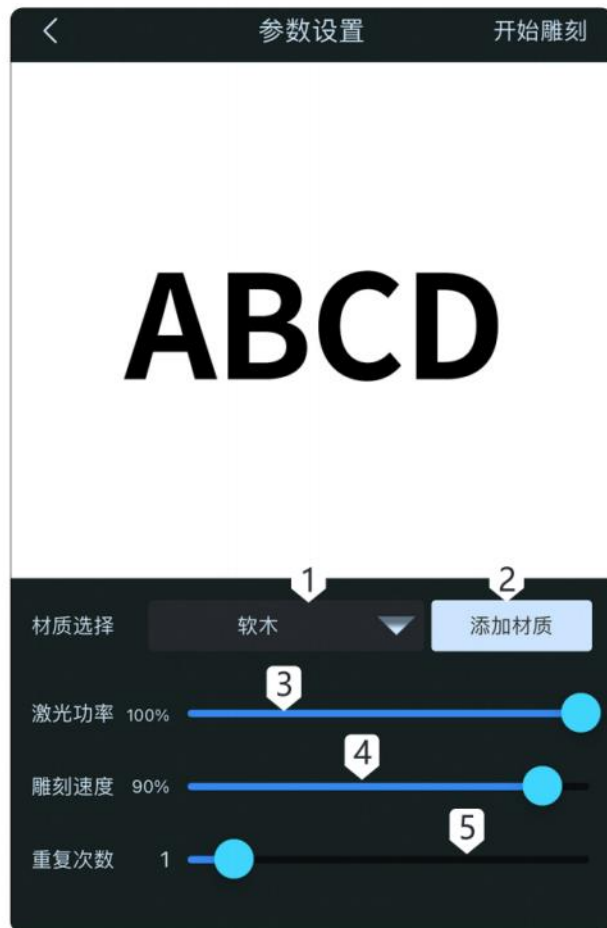 参数设置 开始雕刻
ABCD
1 2
材质选择 软木 添加材质
3
激光功率 100%
4
雕刻速度 90%
5
重复次数 1